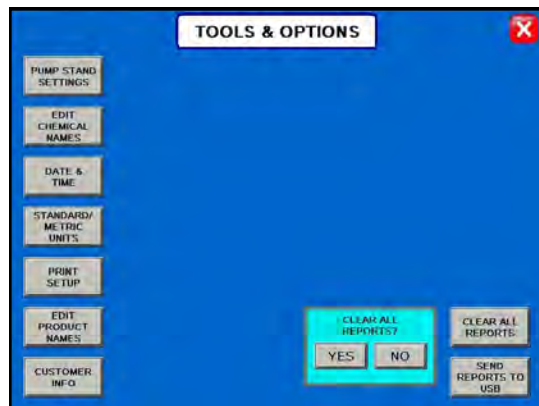 TOOLS & OPTIONS
PUMP STAND
SETTINGS
EDIT
CHEMICAL
NAMES
DATE &
TIME
STANDARD/
METRIC
UNITS
PRINT
SETUP
EDIT
PRODUCT
NAMES
CUSTOMER
INFO
CLEAR ALL
REPORTS?
YES
NO
CLEAR ALL
REPORTS
SEND
REPORTS TO
USB